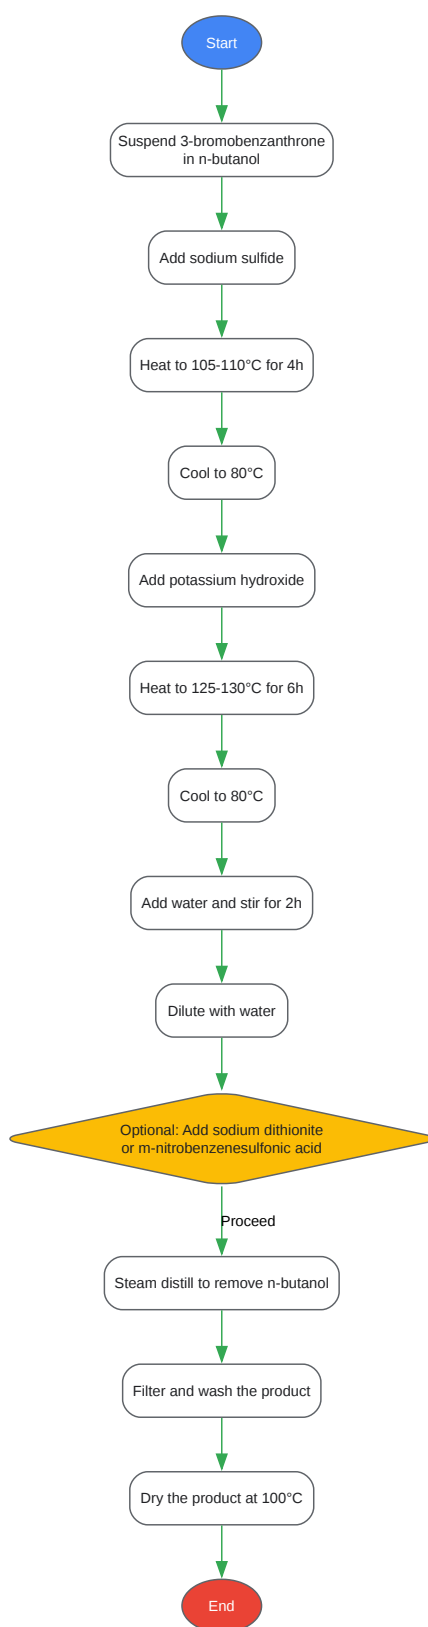 Start
Suspend 3-bromobenzanthrone
in n-butanol
Add sodium sulfide
Heat to 105-110°C for 4h
Cool to 80°C
Add potassium hydroxide
Heat to 125-130°C for 6h
Cool to 80°C
Add water and stir for 2h
Dilute with water
Optional: Add sodium dithionite
or m-nitrobenzenesulfonic acid
Proceed
Steam distill to remove n-butanol
Filter and wash the product
Dry the product at 100°C
End